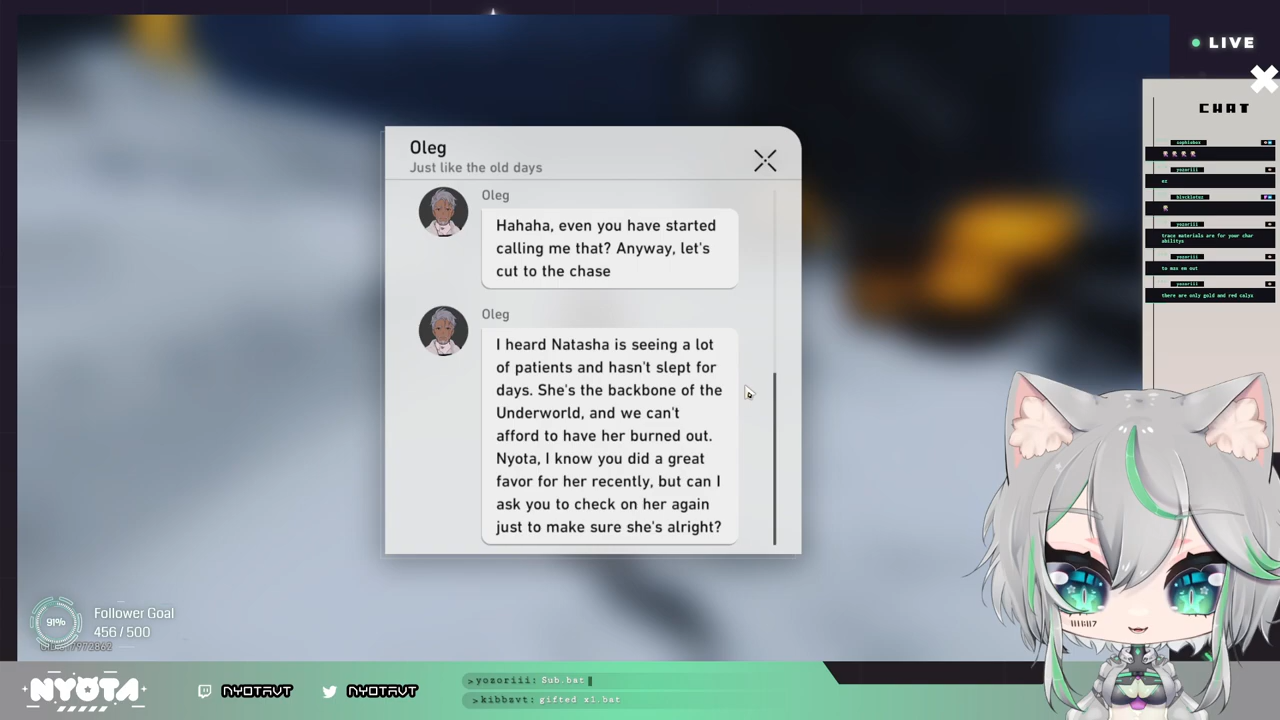 LIVE
CHAT
Oleg
Just like the old days
Oleg
Hahaha, even you have started
calling me that? Anyway, let's
cut to the chase
Oleg
I heard Natasha is seeing a lot
of patients and hasn't slept for
days. She's the backbone of the
Underworld, and we can't
afford to have her burned out.
Nyota, I know you did a great
favor for her recently, but can I
ask you to check on her again
just to make sure she's alright?
yozoriii
ez
yozoriii
trace materials are for your char
abilitys
yozoriii
to max em out
yozoriii
there are only gold and red calyx
91%
Follower Goal
456 / 500
NYOTA
NYOTAVT
NYOTAVT
>yozoriii: Sub.bat
>kibbsvt: gifted x1.bat